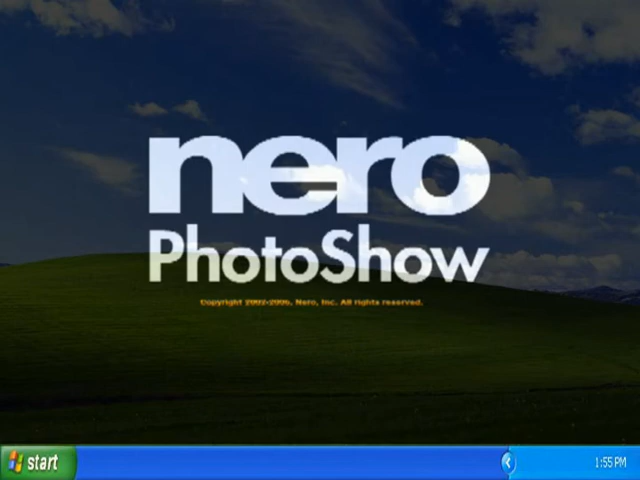 nero
PhotoShow
Copyright 2002-2006, Nero, Inc. All rights reserved.
start
1:55 PM